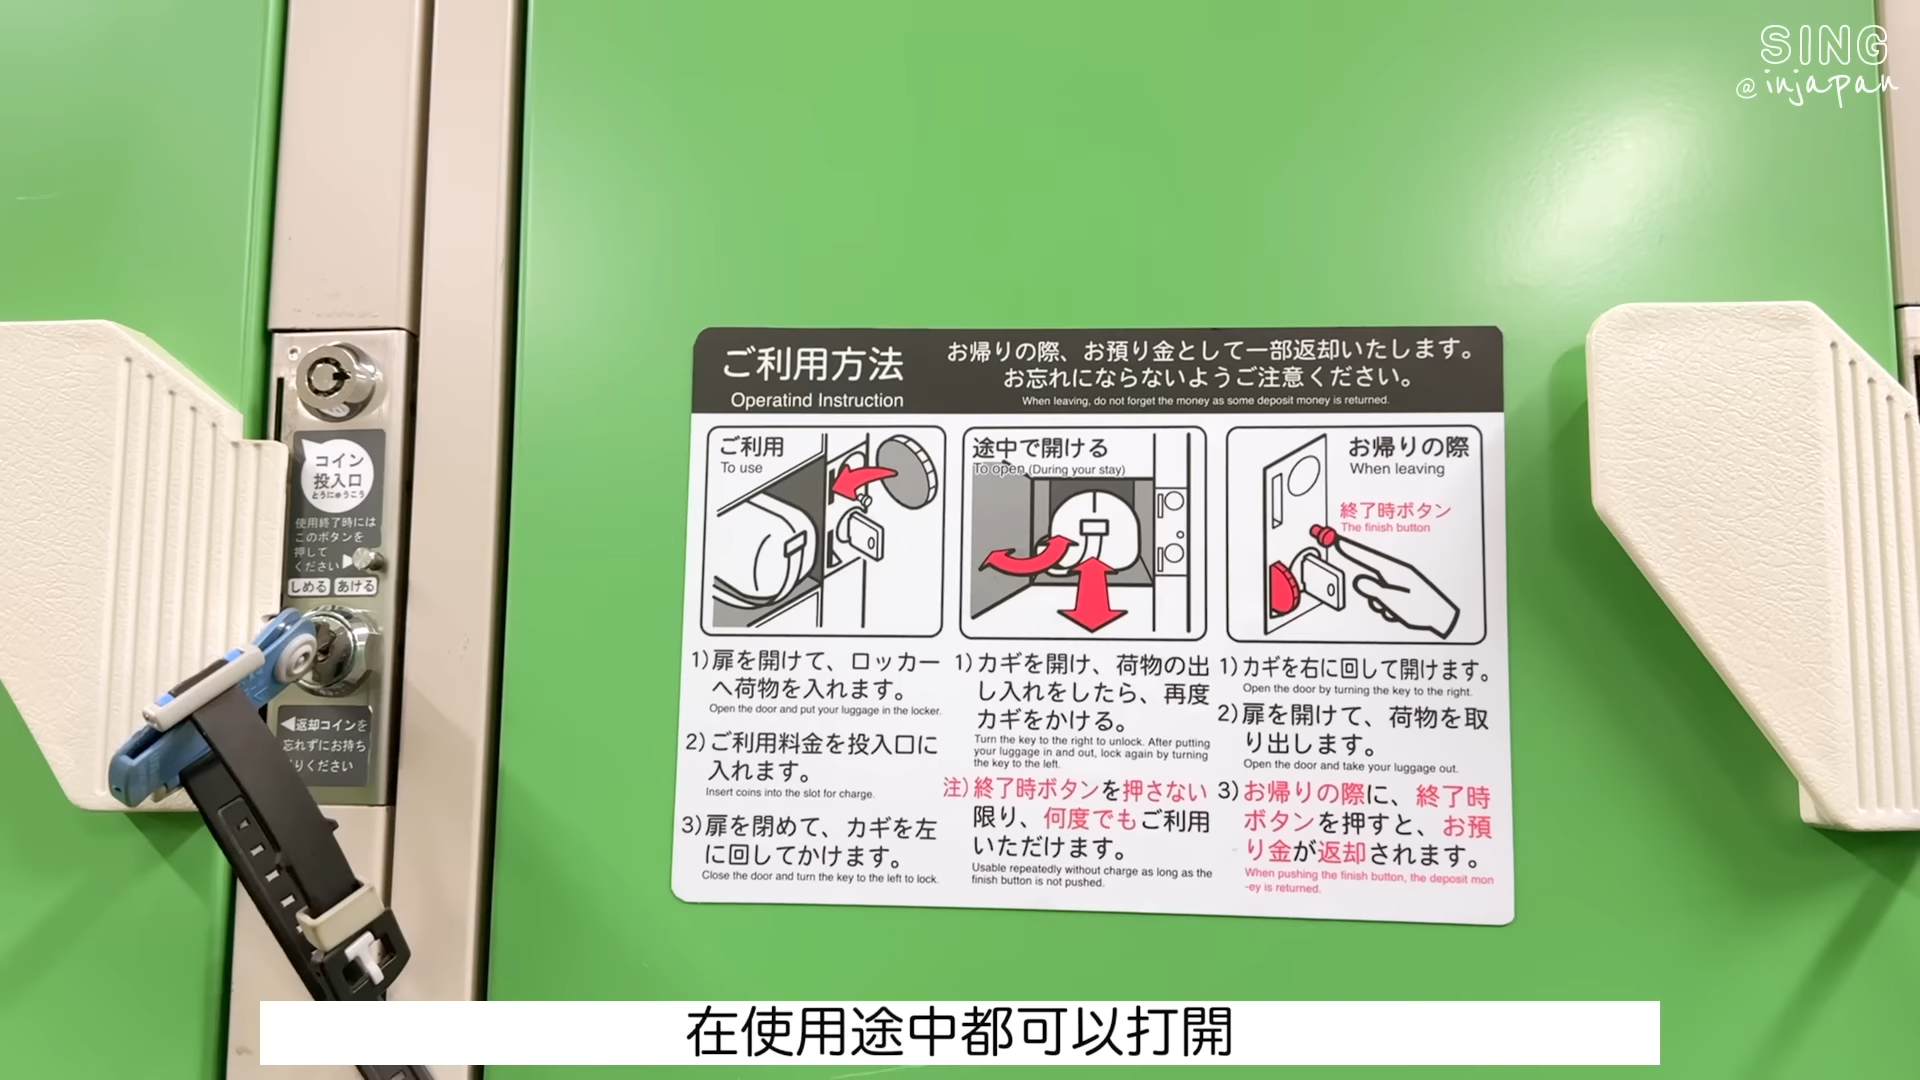 SING
@injapan
コイン
投入口
とうにゅうこう
使用終了時には
このボタンを
押して
ください
しめる あける
◀返却コインを
忘れずにお持ち
りください
ご利用方法
Operatind Instruction
お帰りの際、お預り金として一部返却いたします。
お忘れにならないようご注意ください。
When leaving, do not forget the money as some deposit money is returned.
ご利用
To use
1)扉を開けて、ロッカー
へ荷物を入れます。
Open the door and put your luggage in the locker.
2)ご利用料金を投入口に
入れます。
Insert coins into the slot for charge.
3)扉を閉めて、カギを左
に回してかけます。
Close the door and turn the key to the left to lock.
途中で開ける
To open (During your stay)
1)カギを開け、荷物の出
し入れをしたら、再度
カギをかける。
Turn the key to the right to unlock. After putting
your luggage in and out, lock again by turning
the key to the left.
注)終了時ボタンを押さない
限り、何度でもご利用
いただけます。
Usable repeatedly without charge as long as the
finish button is not pushed.
お帰りの際
When leaving
終了時ボタン
The finish button
1)カギを右に回して開けます。
Open the door by turning the key to the right.
2)扉を開けて、荷物を取
り出します。
Open the door and take your luggage out.
3)お帰りの際に、終了時
ボタンを押すと、お預
り金が返却されます。
When pushing the finish button, the deposit mon
-ey is returned.
在使用途中都可以打開